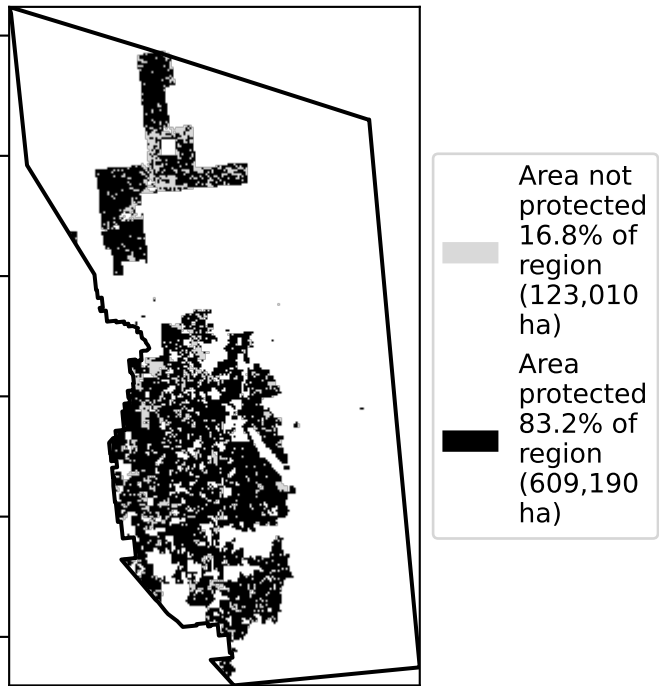 Area not
protected
16.8% of
region
(123,010
ha)
Area
protected
83.2% of
region
(609,190
ha)